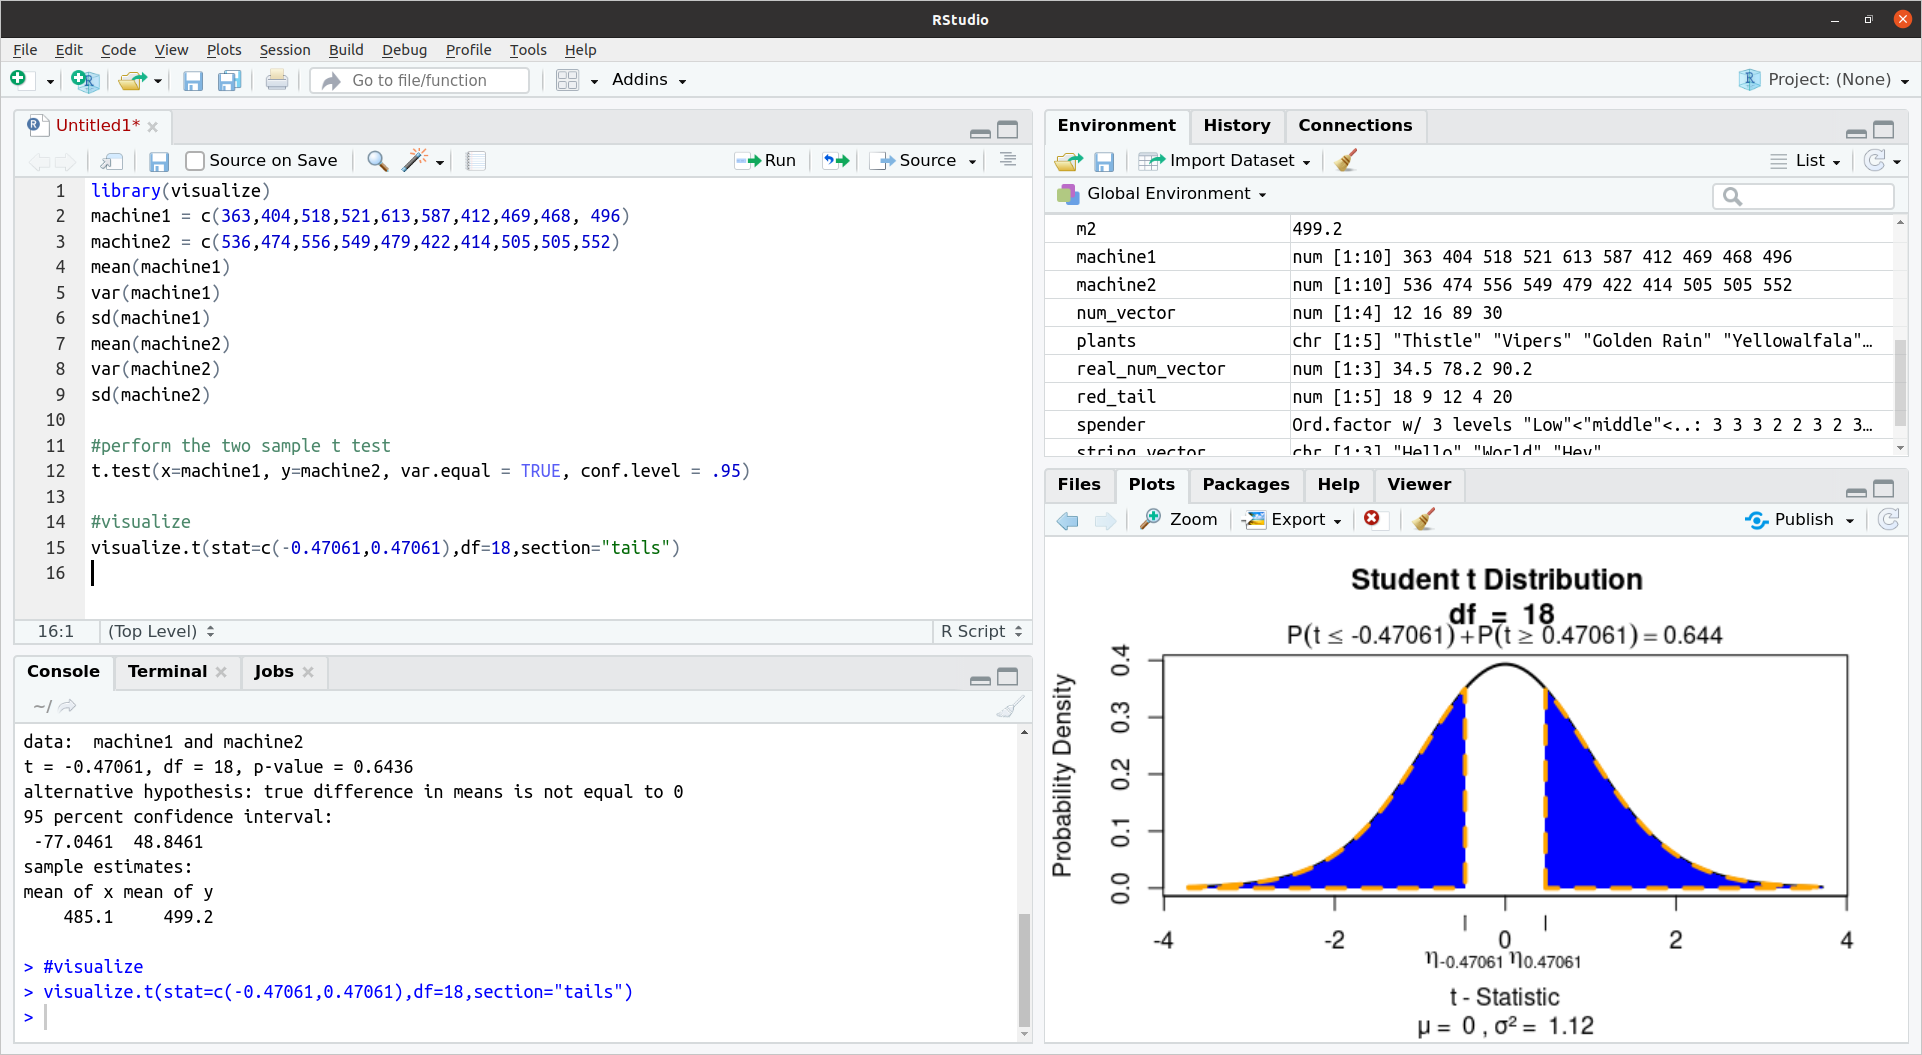 RStudio
File Edit Code View Plots Session Build Debug Profile Tools Help
Go to file/function Addins Project: (None)
Untitled1*
Source on Save Run Source
1 library(visualize)
2 machine1 = c(363,404,518,521,613,587,412,469,468, 496)
3 machine2 = c(536,474,556,549,479,422,414,505,505,552)
4 mean(machine1)
5 var(machine1)
6 sd(machine1)
7 mean(machine2)
8 var(machine2)
9 sd(machine2)
10
11 #perform the two sample t test
12 t.test(x=machine1, y=machine2, var.equal = TRUE, conf.level = .95)
13
14 #visualize
15 visualize.t(stat=c(-0.47061,0.47061),df=18,section="tails")
16
16:1 (Top Level) R Script
Console Terminal Jobs
~/
data:  machine1 and machine2
t = -0.47061, df = 18, p-value = 0.6436
alternative hypothesis: true difference in means is not equal to 0
95 percent confidence interval:
-77.0461  48.8461
sample estimates:
mean of x mean of y
485.1     499.2
> #visualize
> visualize.t(stat=c(-0.47061,0.47061),df=18,section="tails")
>
Environment History Connections
Import Dataset List
Global Environment
m2 499.2
machine1 num [1:10] 363 404 518 521 613 587 412 469 468 496
machine2 num [1:10] 536 474 556 549 479 422 414 505 505 552
num_vector num [1:4] 12 16 89 30
plants chr [1:5] "Thistle" "Vipers" "Golden Rain" "Yellowalfala"…
real_num_vector num [1:3] 34.5 78.2 90.2
red_tail num [1:5] 18 9 12 4 20
spender Ord.factor w/ 3 levels "Low"<"middle"<..: 3 3 3 2 2 3 2 3…
string_vector chr [1:3] "Hello" "World" "Hey"
Files Plots Packages Help Viewer
Zoom Export Publish
Student t Distribution
df = 18
P(t ≤ -0.47061)+P(t ≥ 0.47061) = 0.644
Probability Density
0.4
0.3
0.2
0.1
0.0
-4 -2 0 2 4
η-0.47061 η0.47061
t - Statistic
μ = 0 , σ² = 1.12